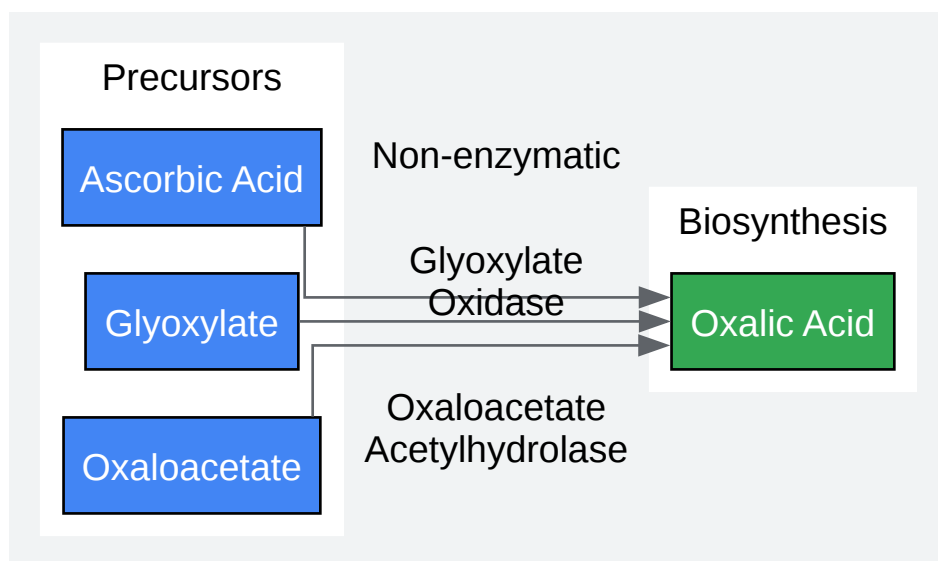 Precursors
Ascorbic Acid
Non-enzymatic
Biosynthesis
Glyoxylate
Oxidase
Glyoxylate
Oxalic Acid
Oxaloacetate
Acetylhydrolase
Oxaloacetate